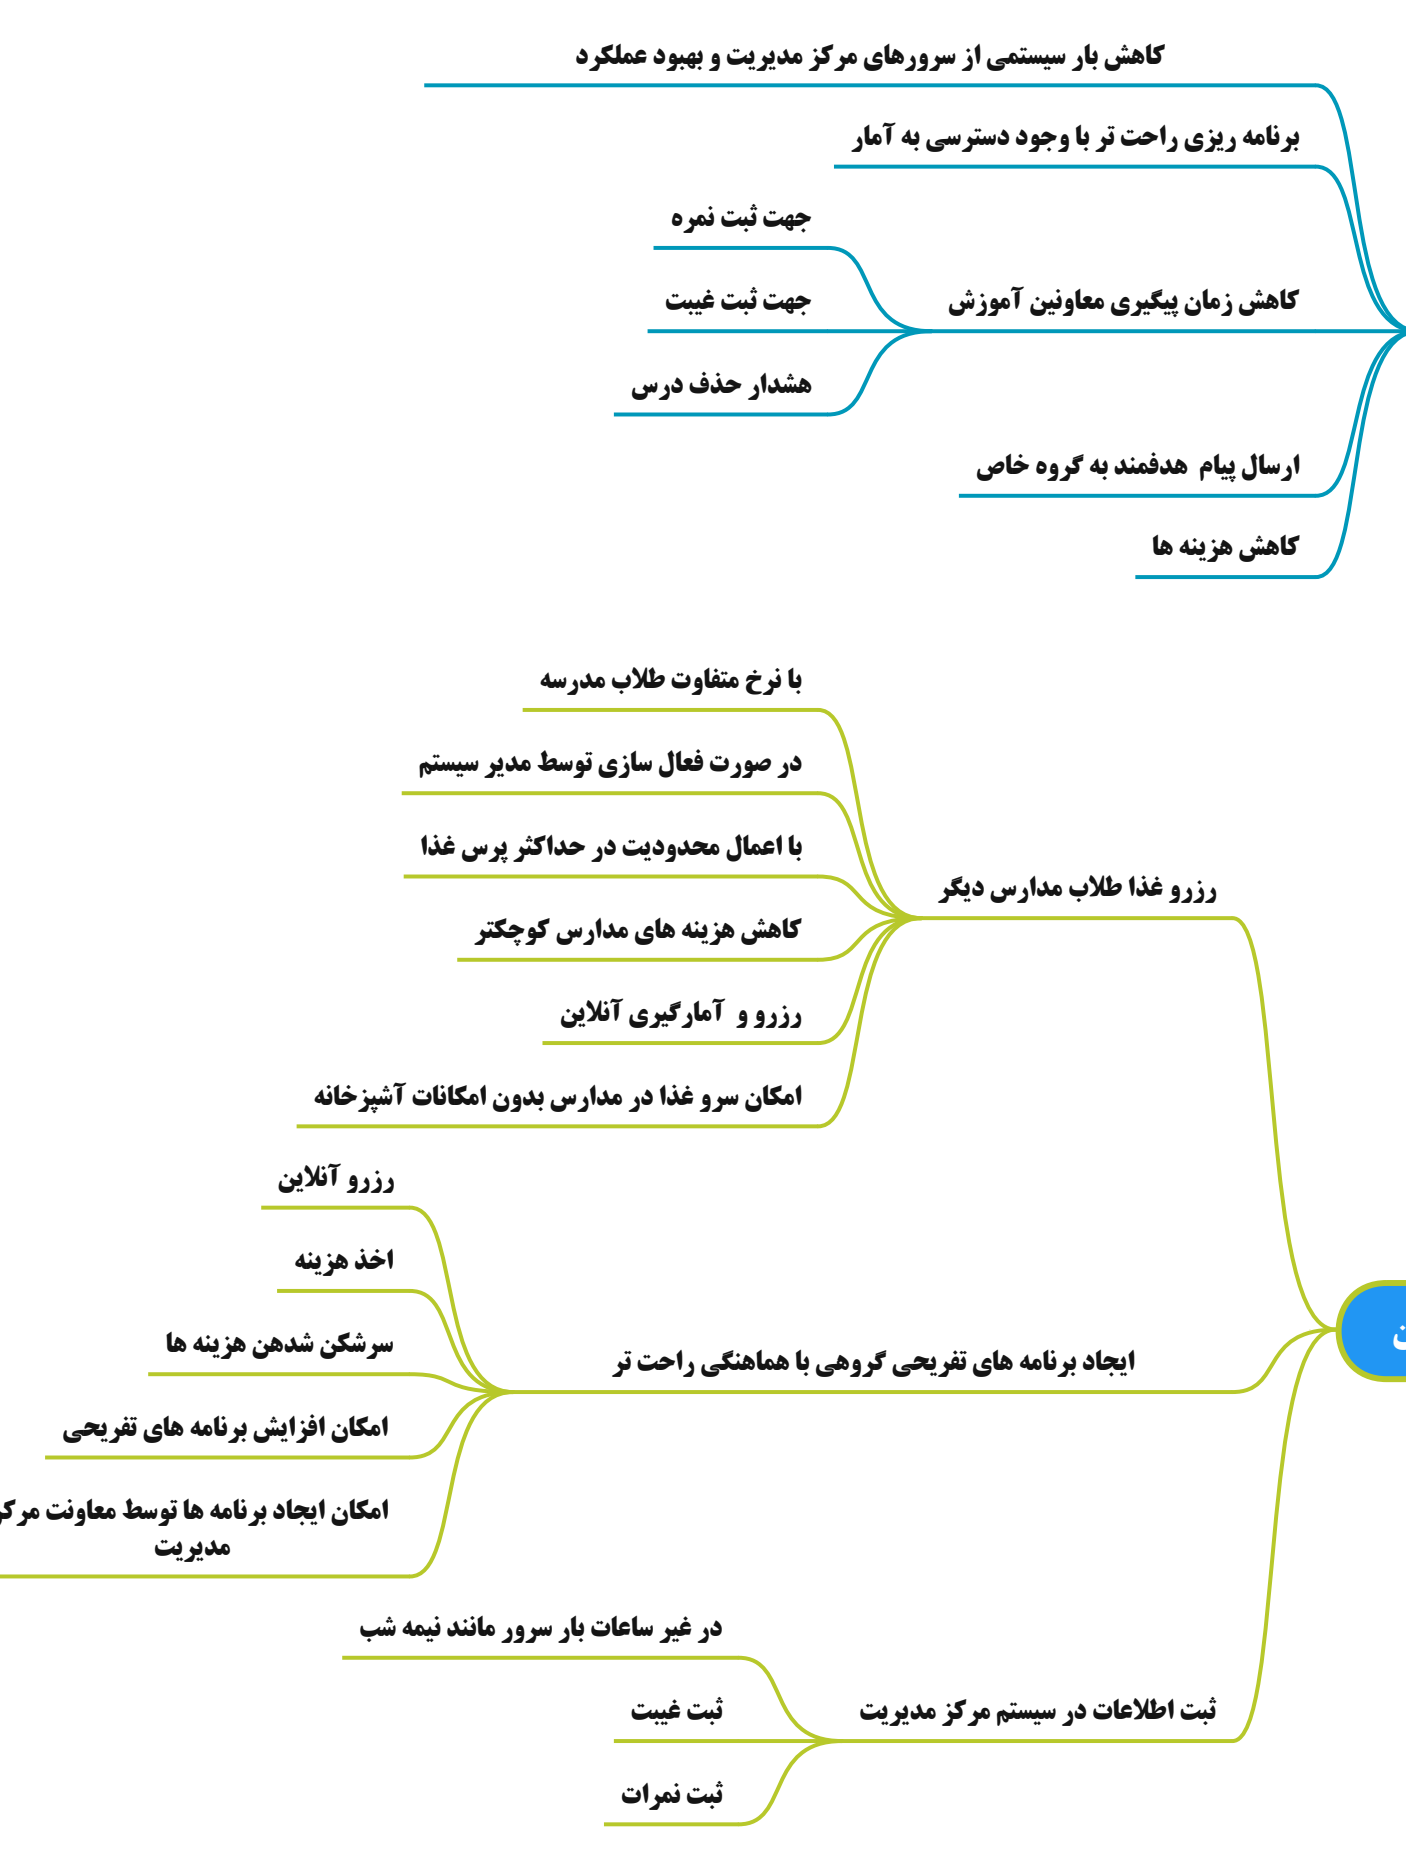 کاهش بار سیستمی از سرورهای مرکز مدیریت و بهبود عملکرد
برنامه ریزی راحت تر با وجود دسترسی به آمار
کاهش زمان پیگیری معاونین آموزش
جهت ثبت نمره
جهت ثبت غیبت
هشدار حذف درس
ارسال پیام هدفمند به گروه خاص
کاهش هزینه ها
رزرو غذا طلاب مدارس دیگر
با نرخ متفاوت طلاب مدرسه
در صورت فعال سازی توسط مدیر سیستم
با اعمال محدودیت در حداکثر پرس غذا
کاهش هزینه های مدارس کوچکتر
رزرو و آمارگیری آنلاین
امکان سرو غذا در مدارس بدون امکانات آشپزخانه
ایجاد برنامه های تفریحی گروهی با هماهنگی راحت تر
رزرو آنلاین
اخذ هزینه
سرشکن شدهن هزینه ها
امکان افزایش برنامه های تفریحی
امکان ایجاد برنامه ها توسط معاونت
مدیریت
ثبت اطلاعات در سیستم مرکز مدیریت
در غیر ساعات بار سرور مانند نیمه شب
ثبت غیبت
ثبت نمرات